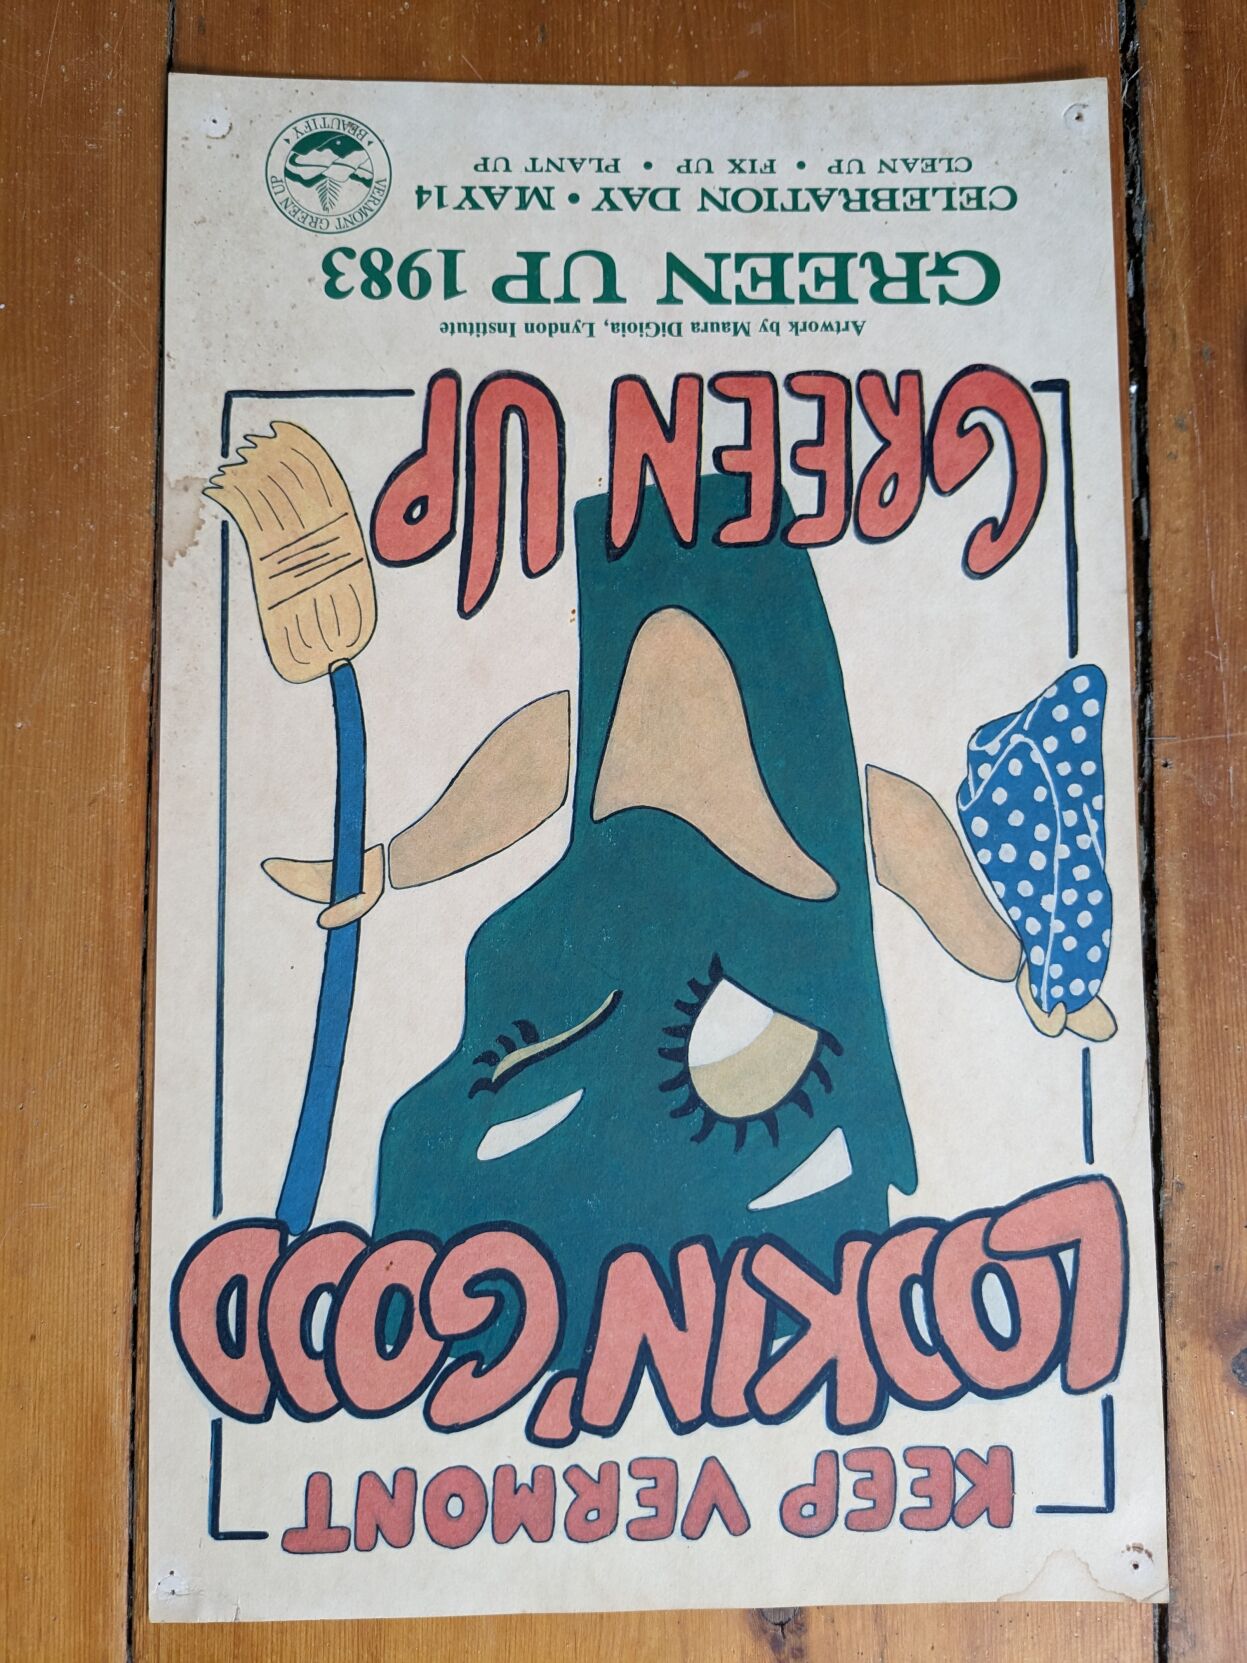 KEEP VERMONT
LOOKIN' GOOD
GREEN UP
Artwork by Maura DiGioia, Lyndon Institute
GREEN UP 1983
CELEBRATION DAY • MAY 14
CLEAN UP • FIX UP • PLANT UP
VERMONT GREEN UP
BEAUTIFY